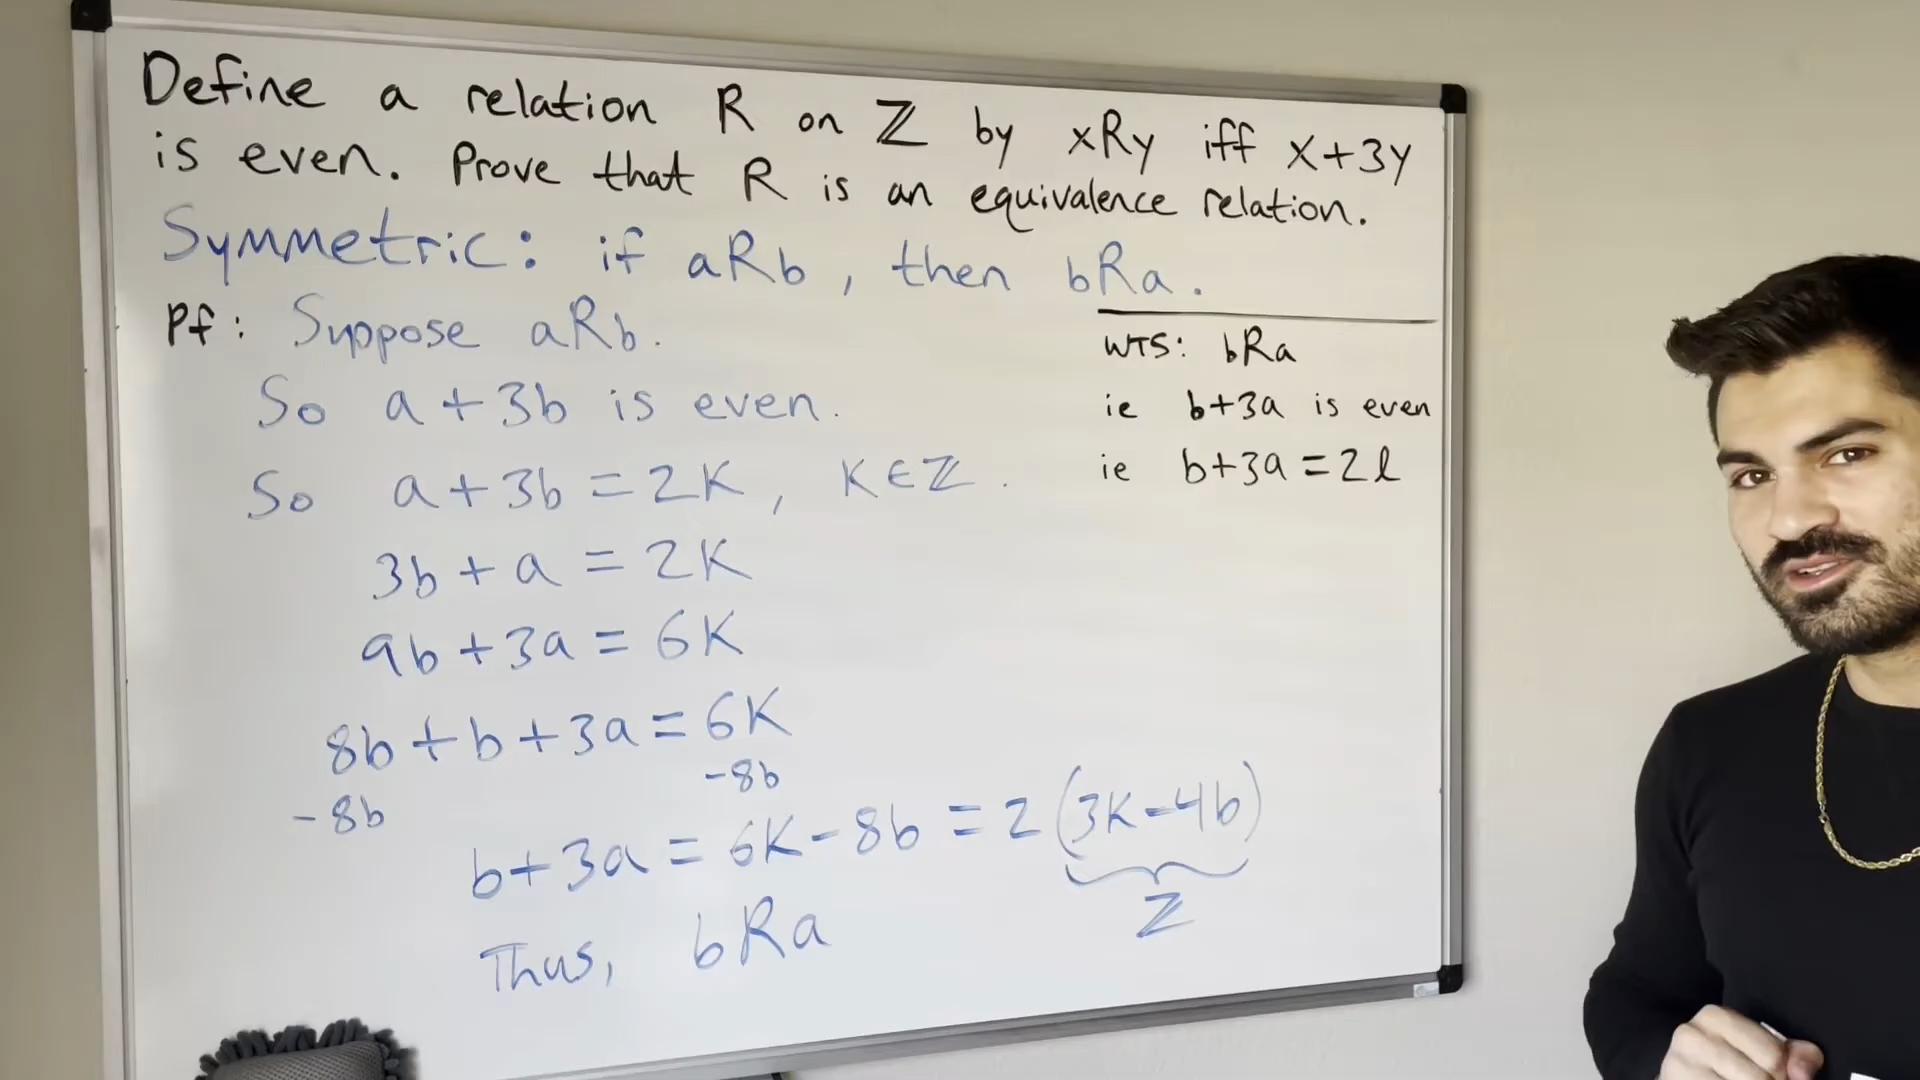 Define a relation R on ℤ by xRy iff x+3y
is even. Prove that R is an equivalence relation.
Symmetric: if aRb, then bRa.
Pf: Suppose aRb.
So a+3b is even.
So a+3b=2K, K∈ℤ.
3b+a=2K
9b+3a=6K
8b+b+3a=6K
-8b -8b
b+3a=6K-8b=2(3K-4b)
ℤ
Thus, bRa
WTS: bRa
ie b+3a is even
ie b+3a=2ℓ